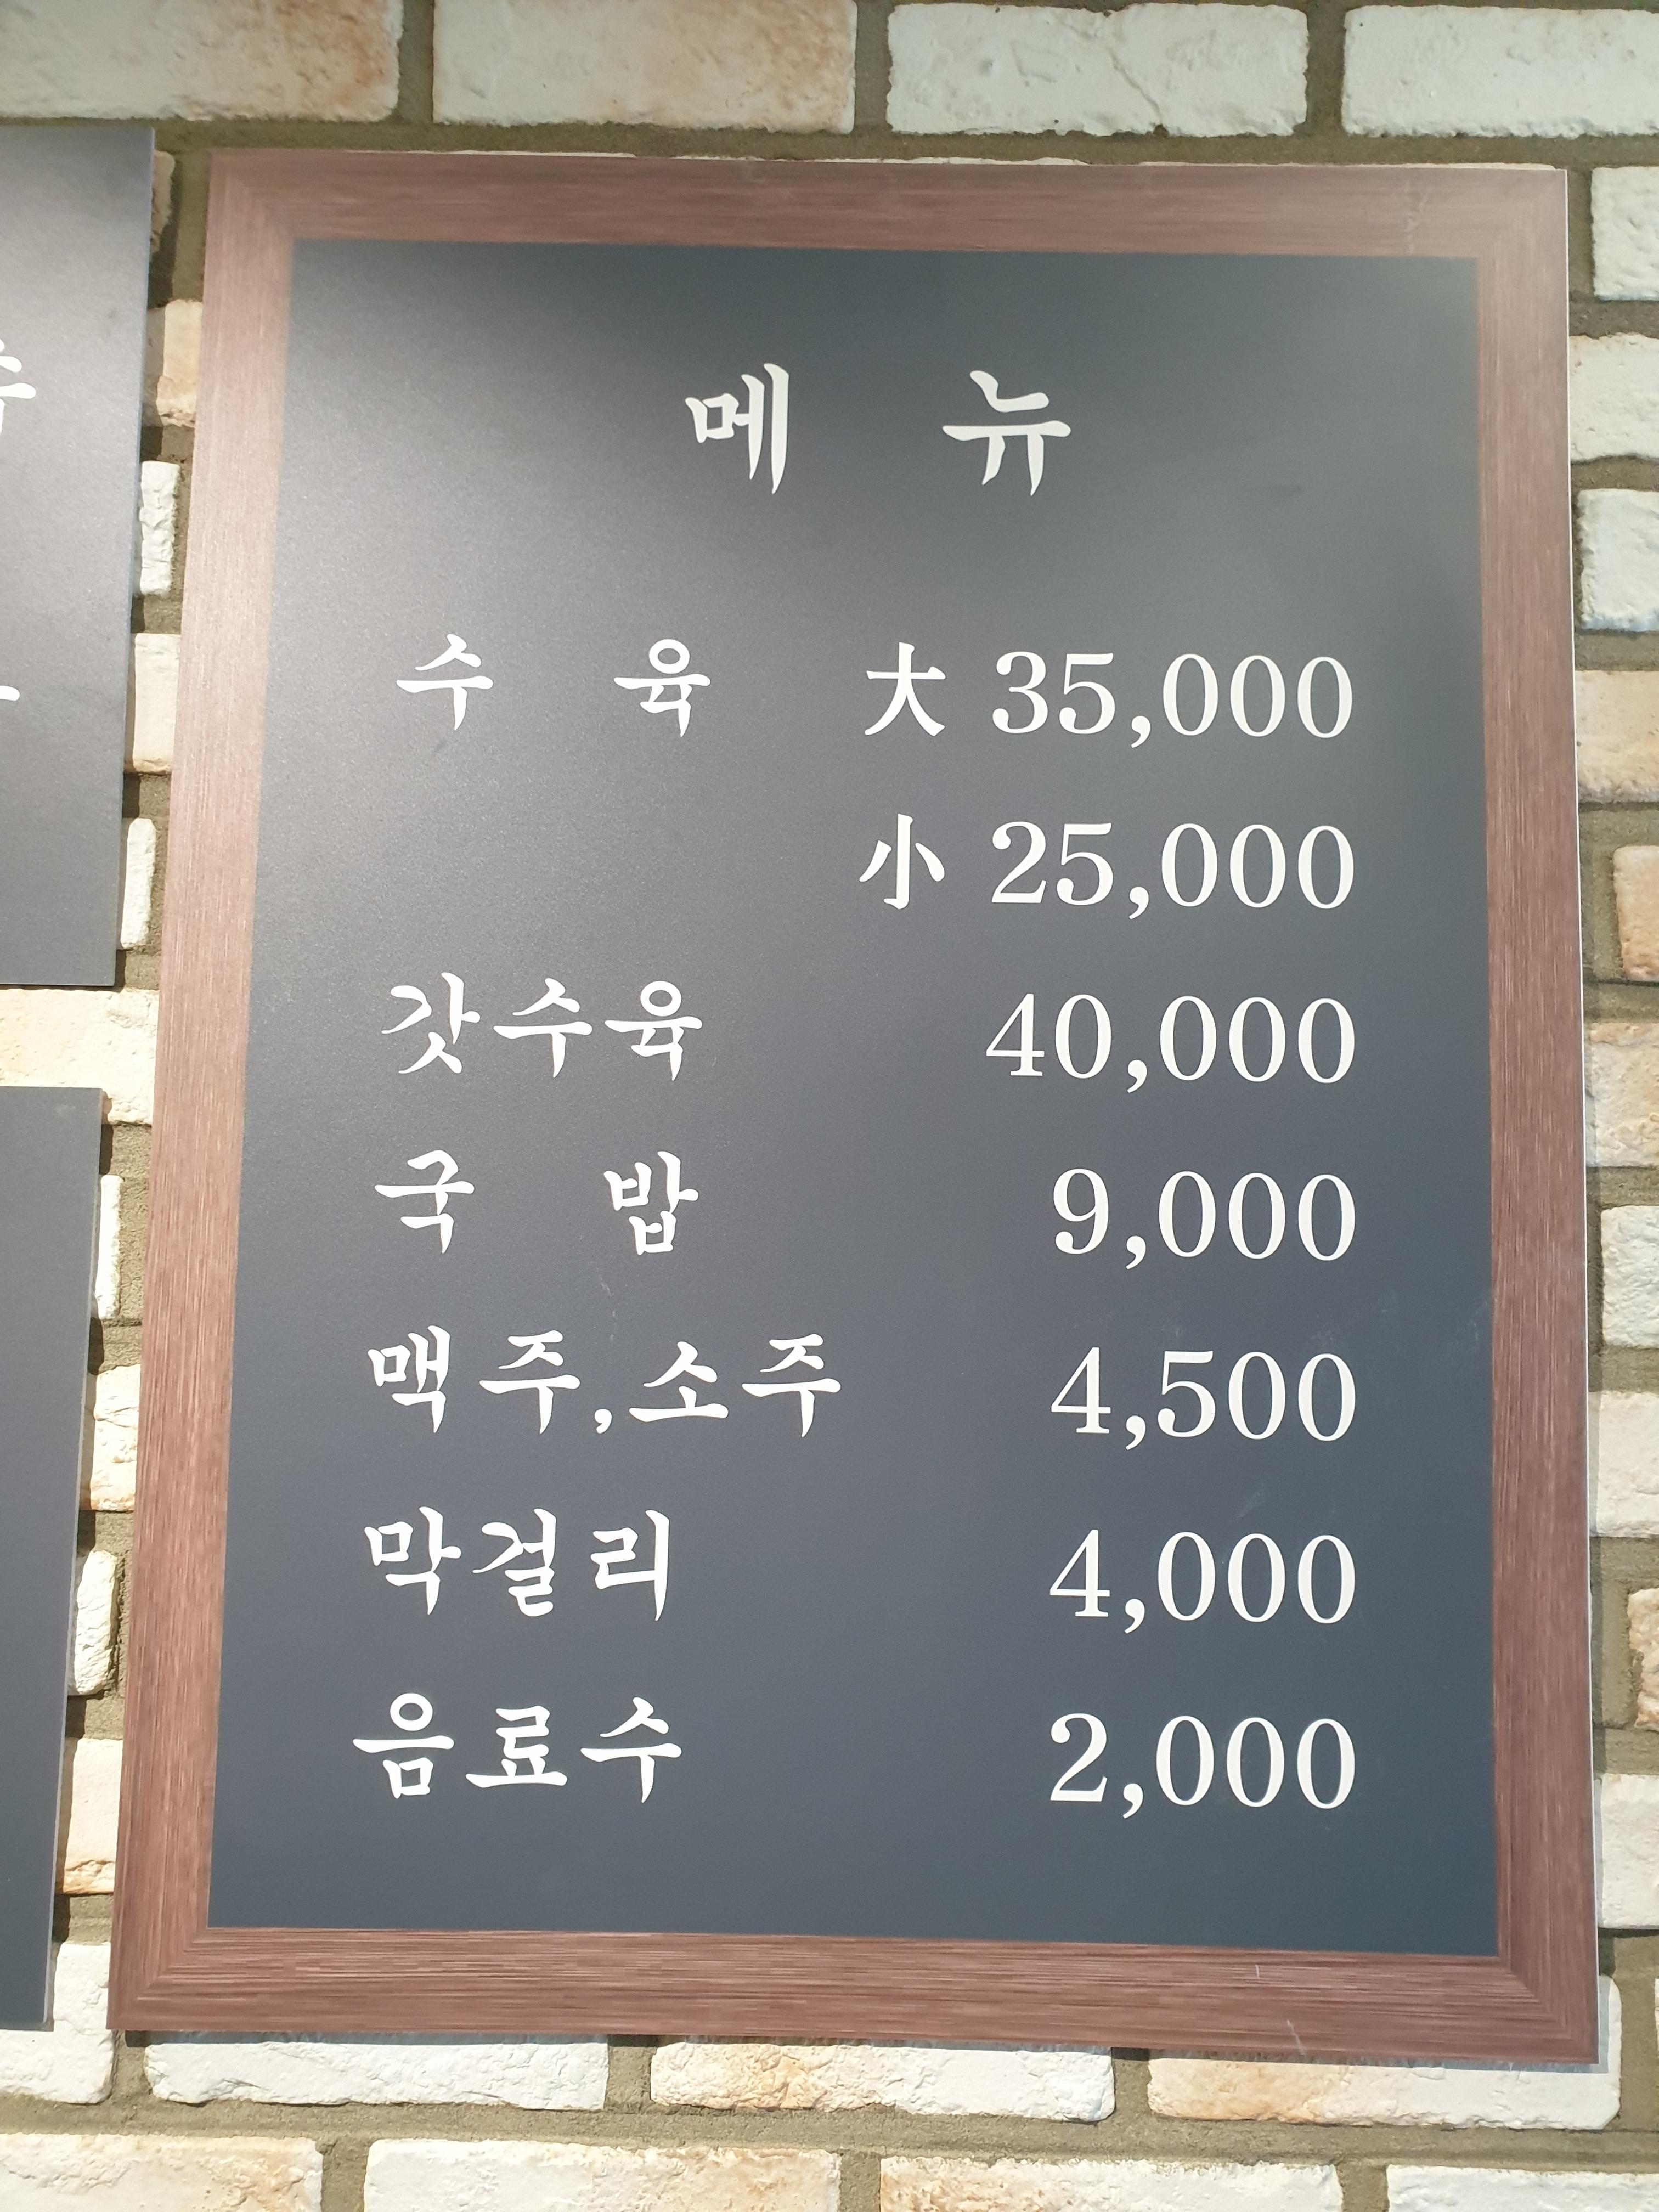 메 뉴
수 육 大 35,000
小 25,000
갓수육 40,000
국 밥 9,000
맥주,소주 4,500
막걸리 4,000
음료수 2,000